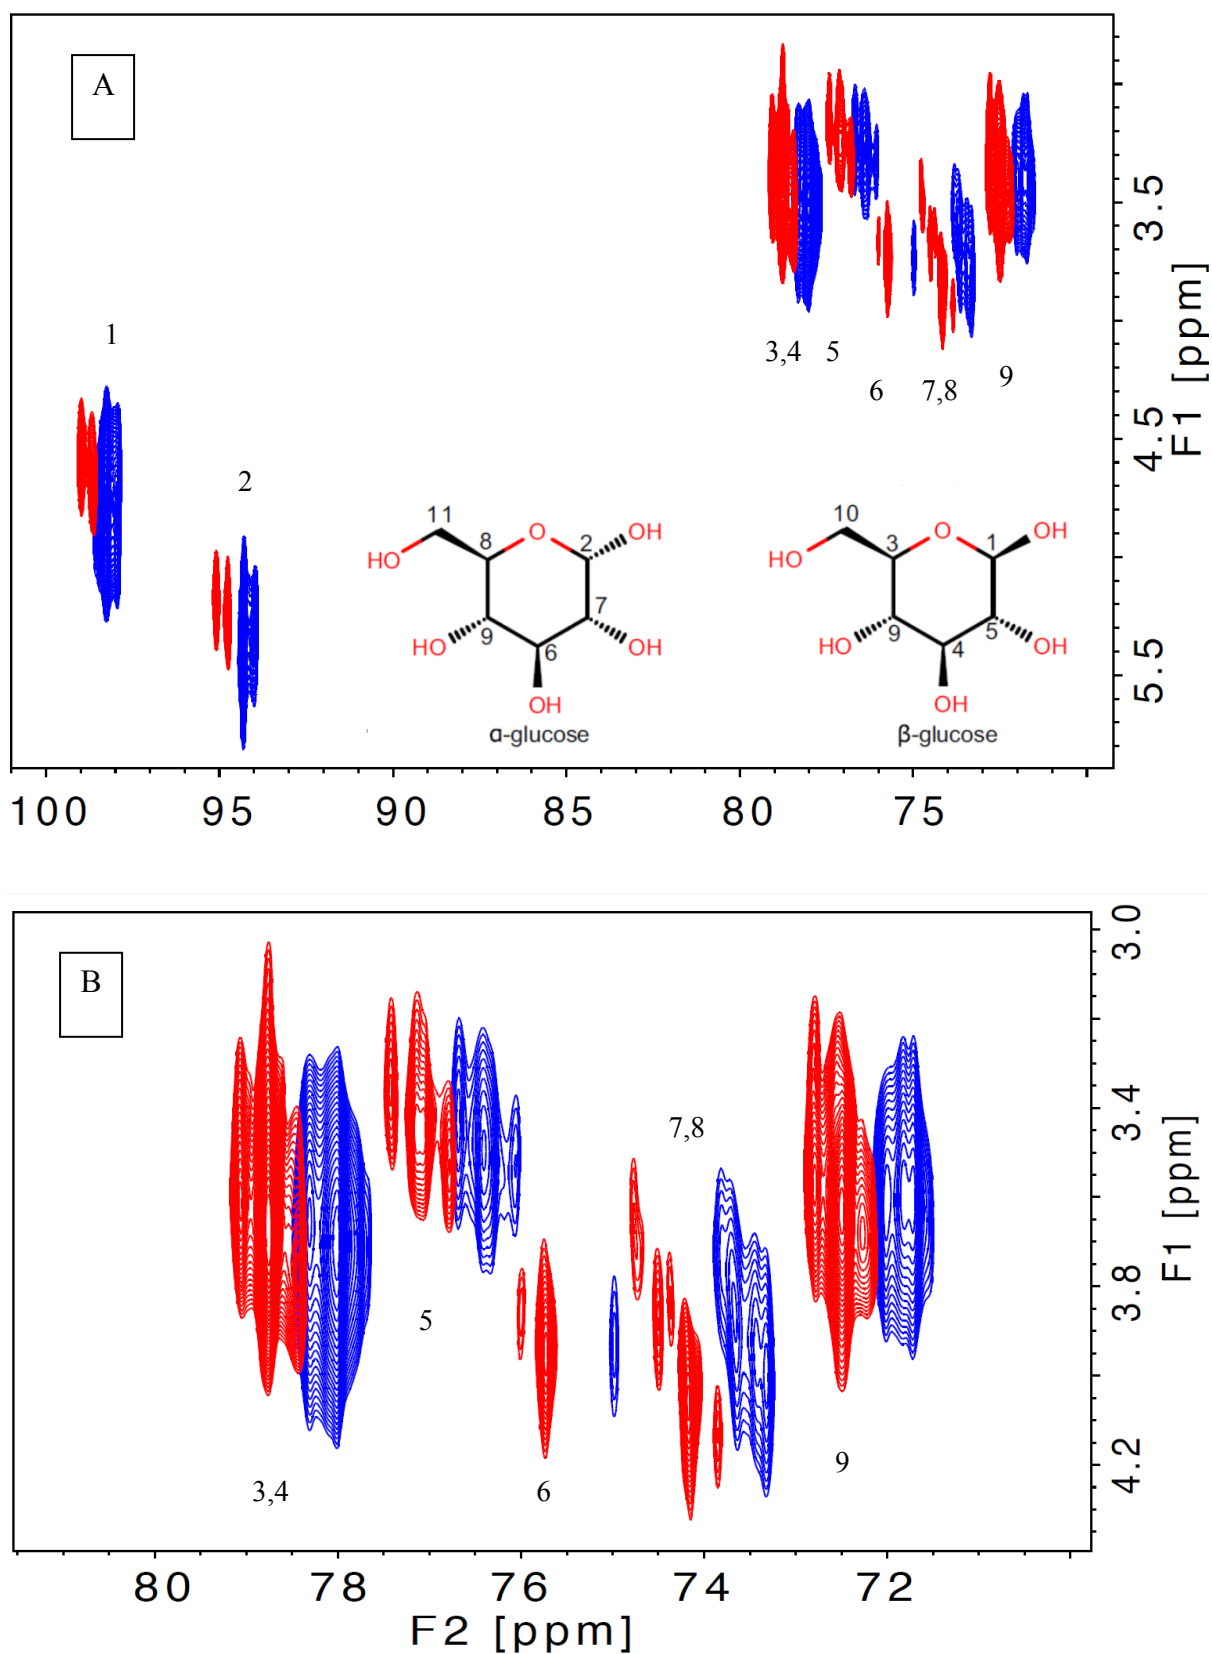 A
1
2
3,4
5
6
7,8
9
3.5
4.5
5.5
F1 [ppm]
11
8
O
2
OH
HO
7
9
HO
6
OH
OH
α-glucose
10
3
O
1
OH
HO
5
9
HO
4
OH
OH
β-glucose
100 95 90 85 80 75
B
3,4
5
6
7,8
9
3.0
3.4
3.8
4.2
F1 [ppm]
80 78 76 74 72
F2 [ppm]